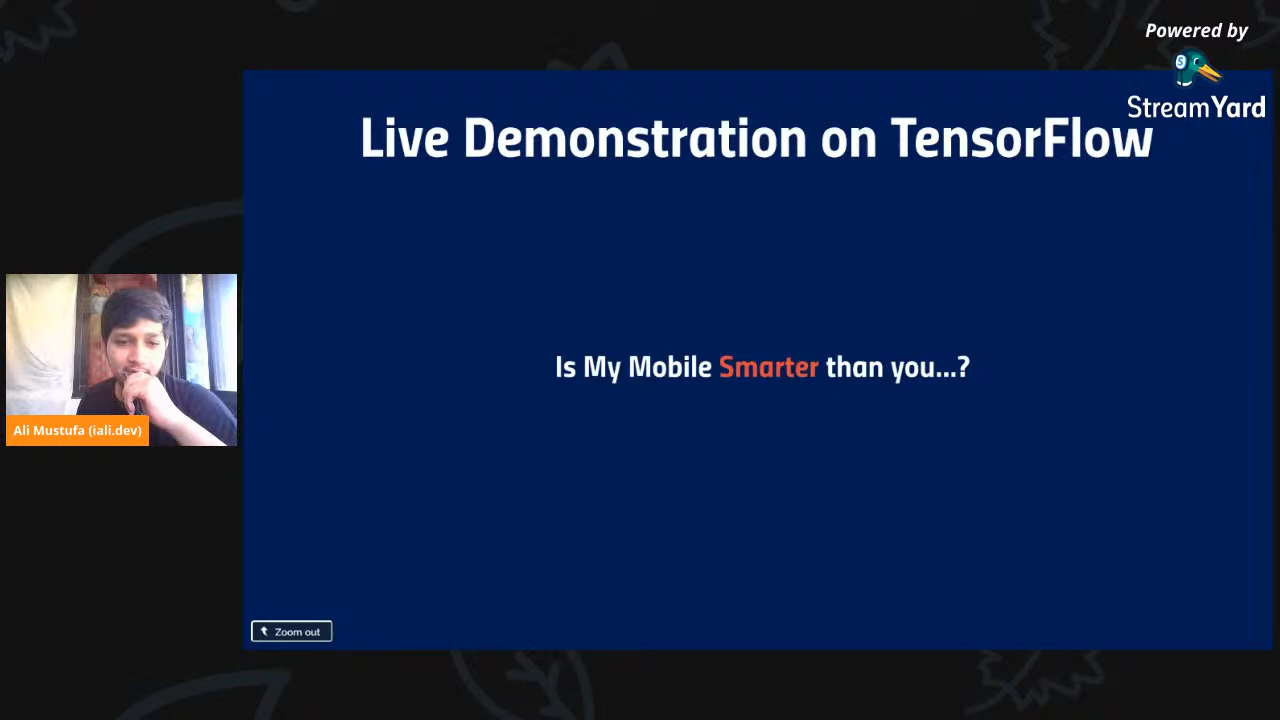 Powered by
StreamYard
Live Demonstration on TensorFlow
Is My Mobile Smarter than you...?
Ali Mustufa (iali.dev)
Zoom out